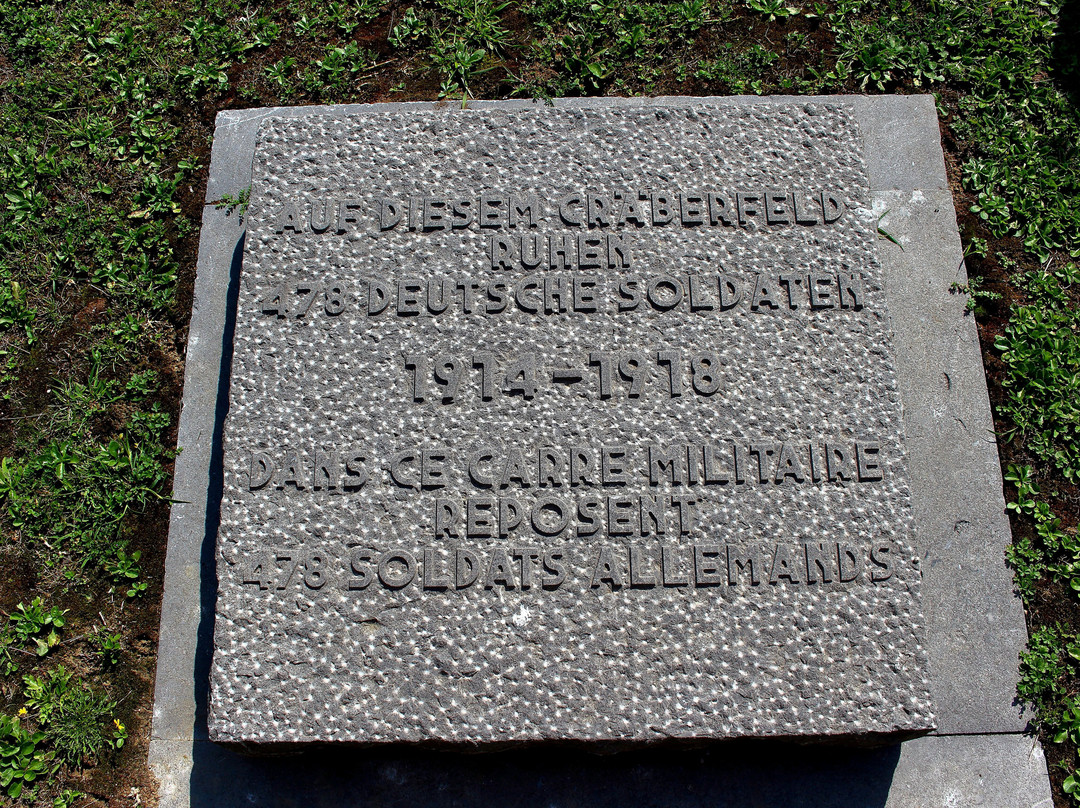 AUF DIESEM GRÄBERFELD
RUHEN
478 DEUTSCHE SOLDATEN
1914-1918
DANS CE CARRE MILITAIRE
REPOSENT
478 SOLDATS ALLEMANDS